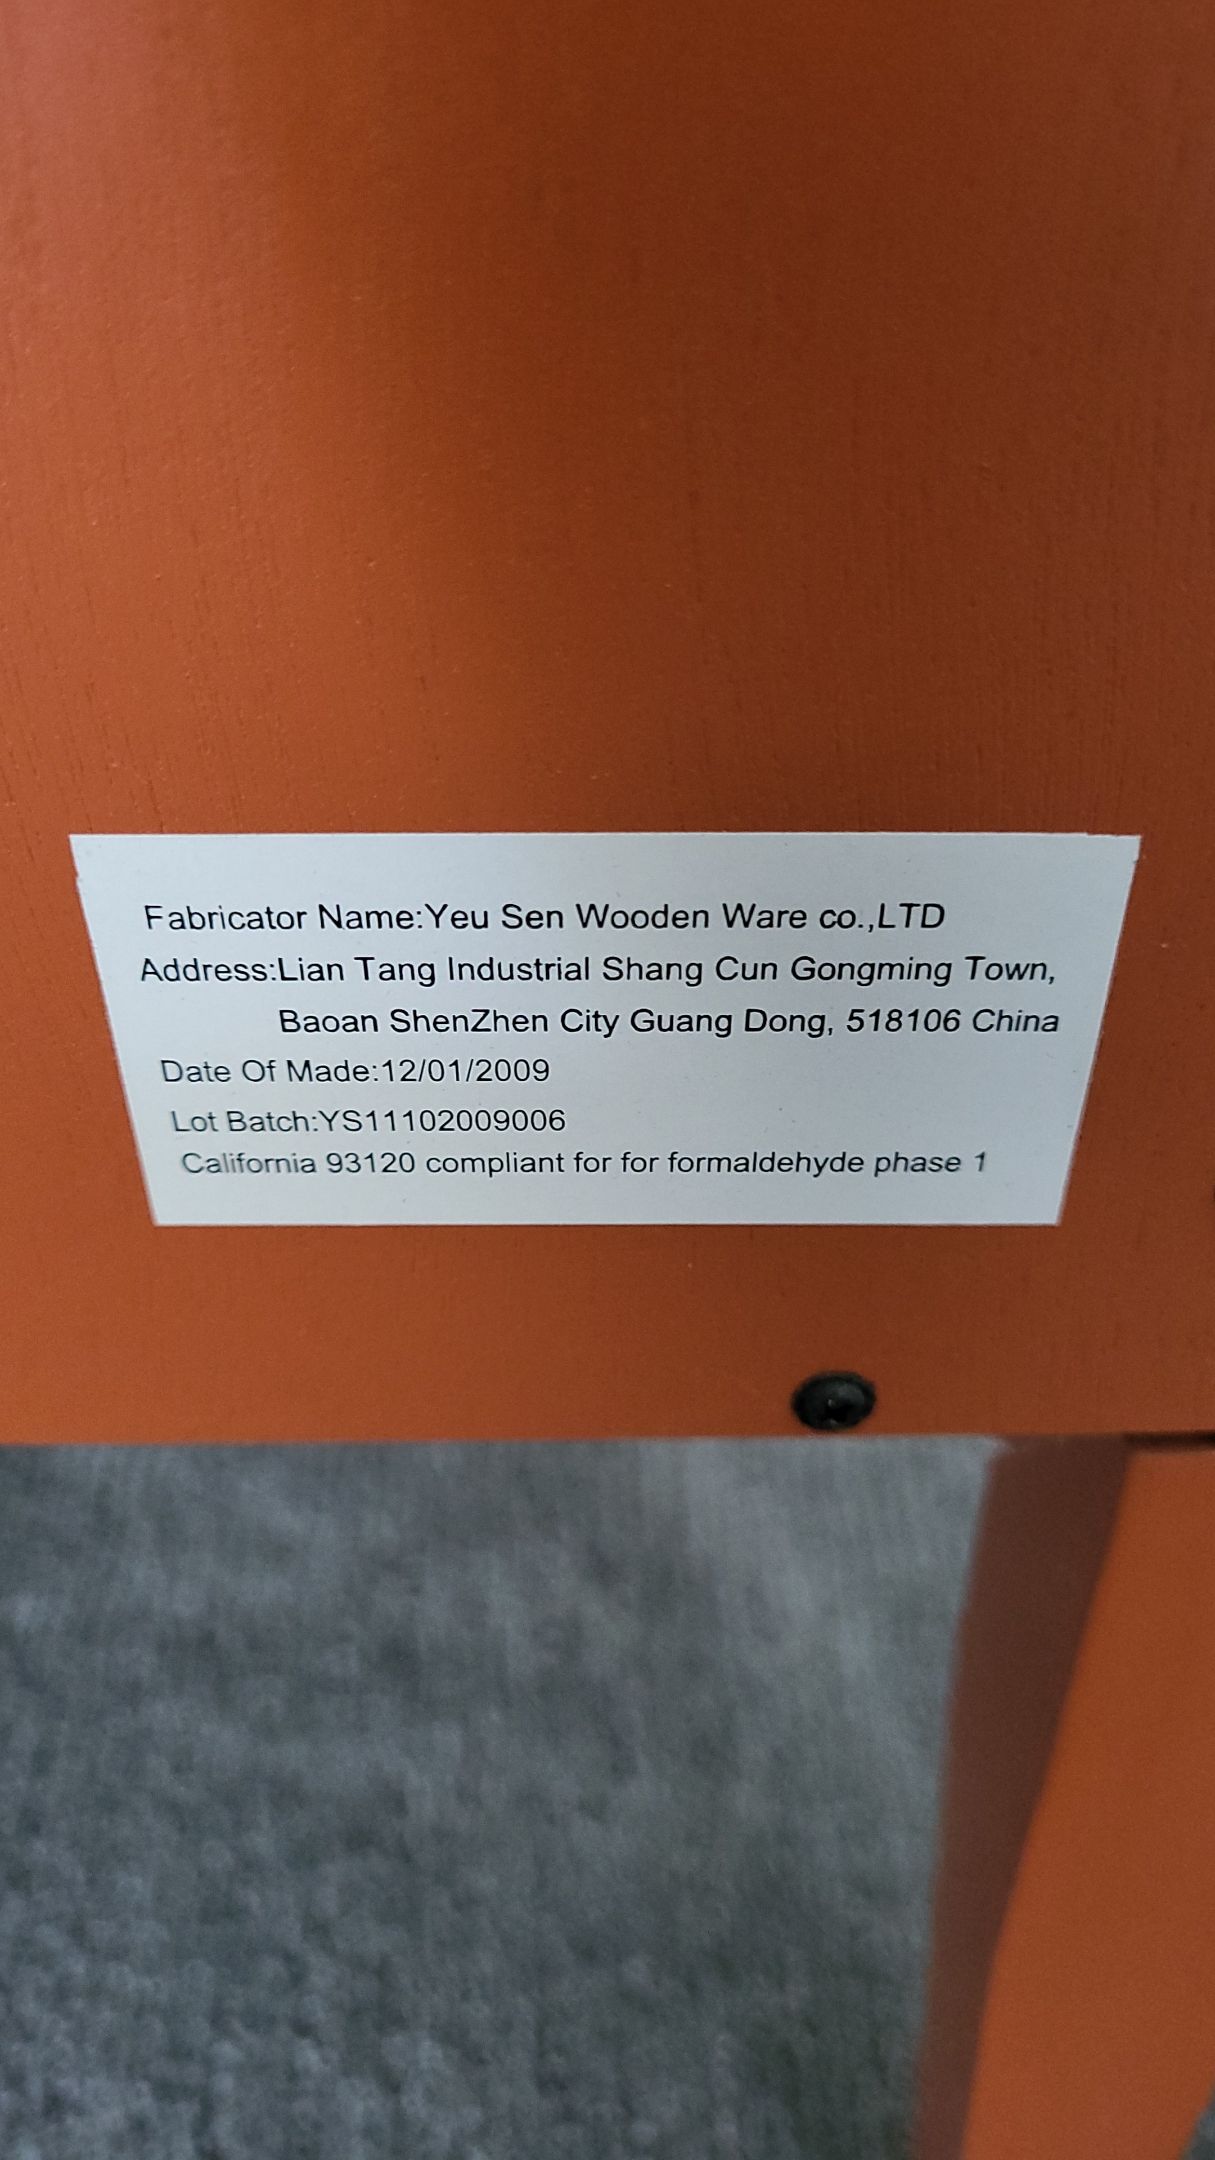 Fabricator Name:Yeu Sen Wooden Ware co.,LTD
Address:Lian Tang Industrial Shang Cun Gongming Town,
Baoan ShenZhen City Guang Dong, 518106 China
Date Of Made:12/01/2009
Lot Batch:YS11102009006
California 93120 compliant for for formaldehyde phase 1